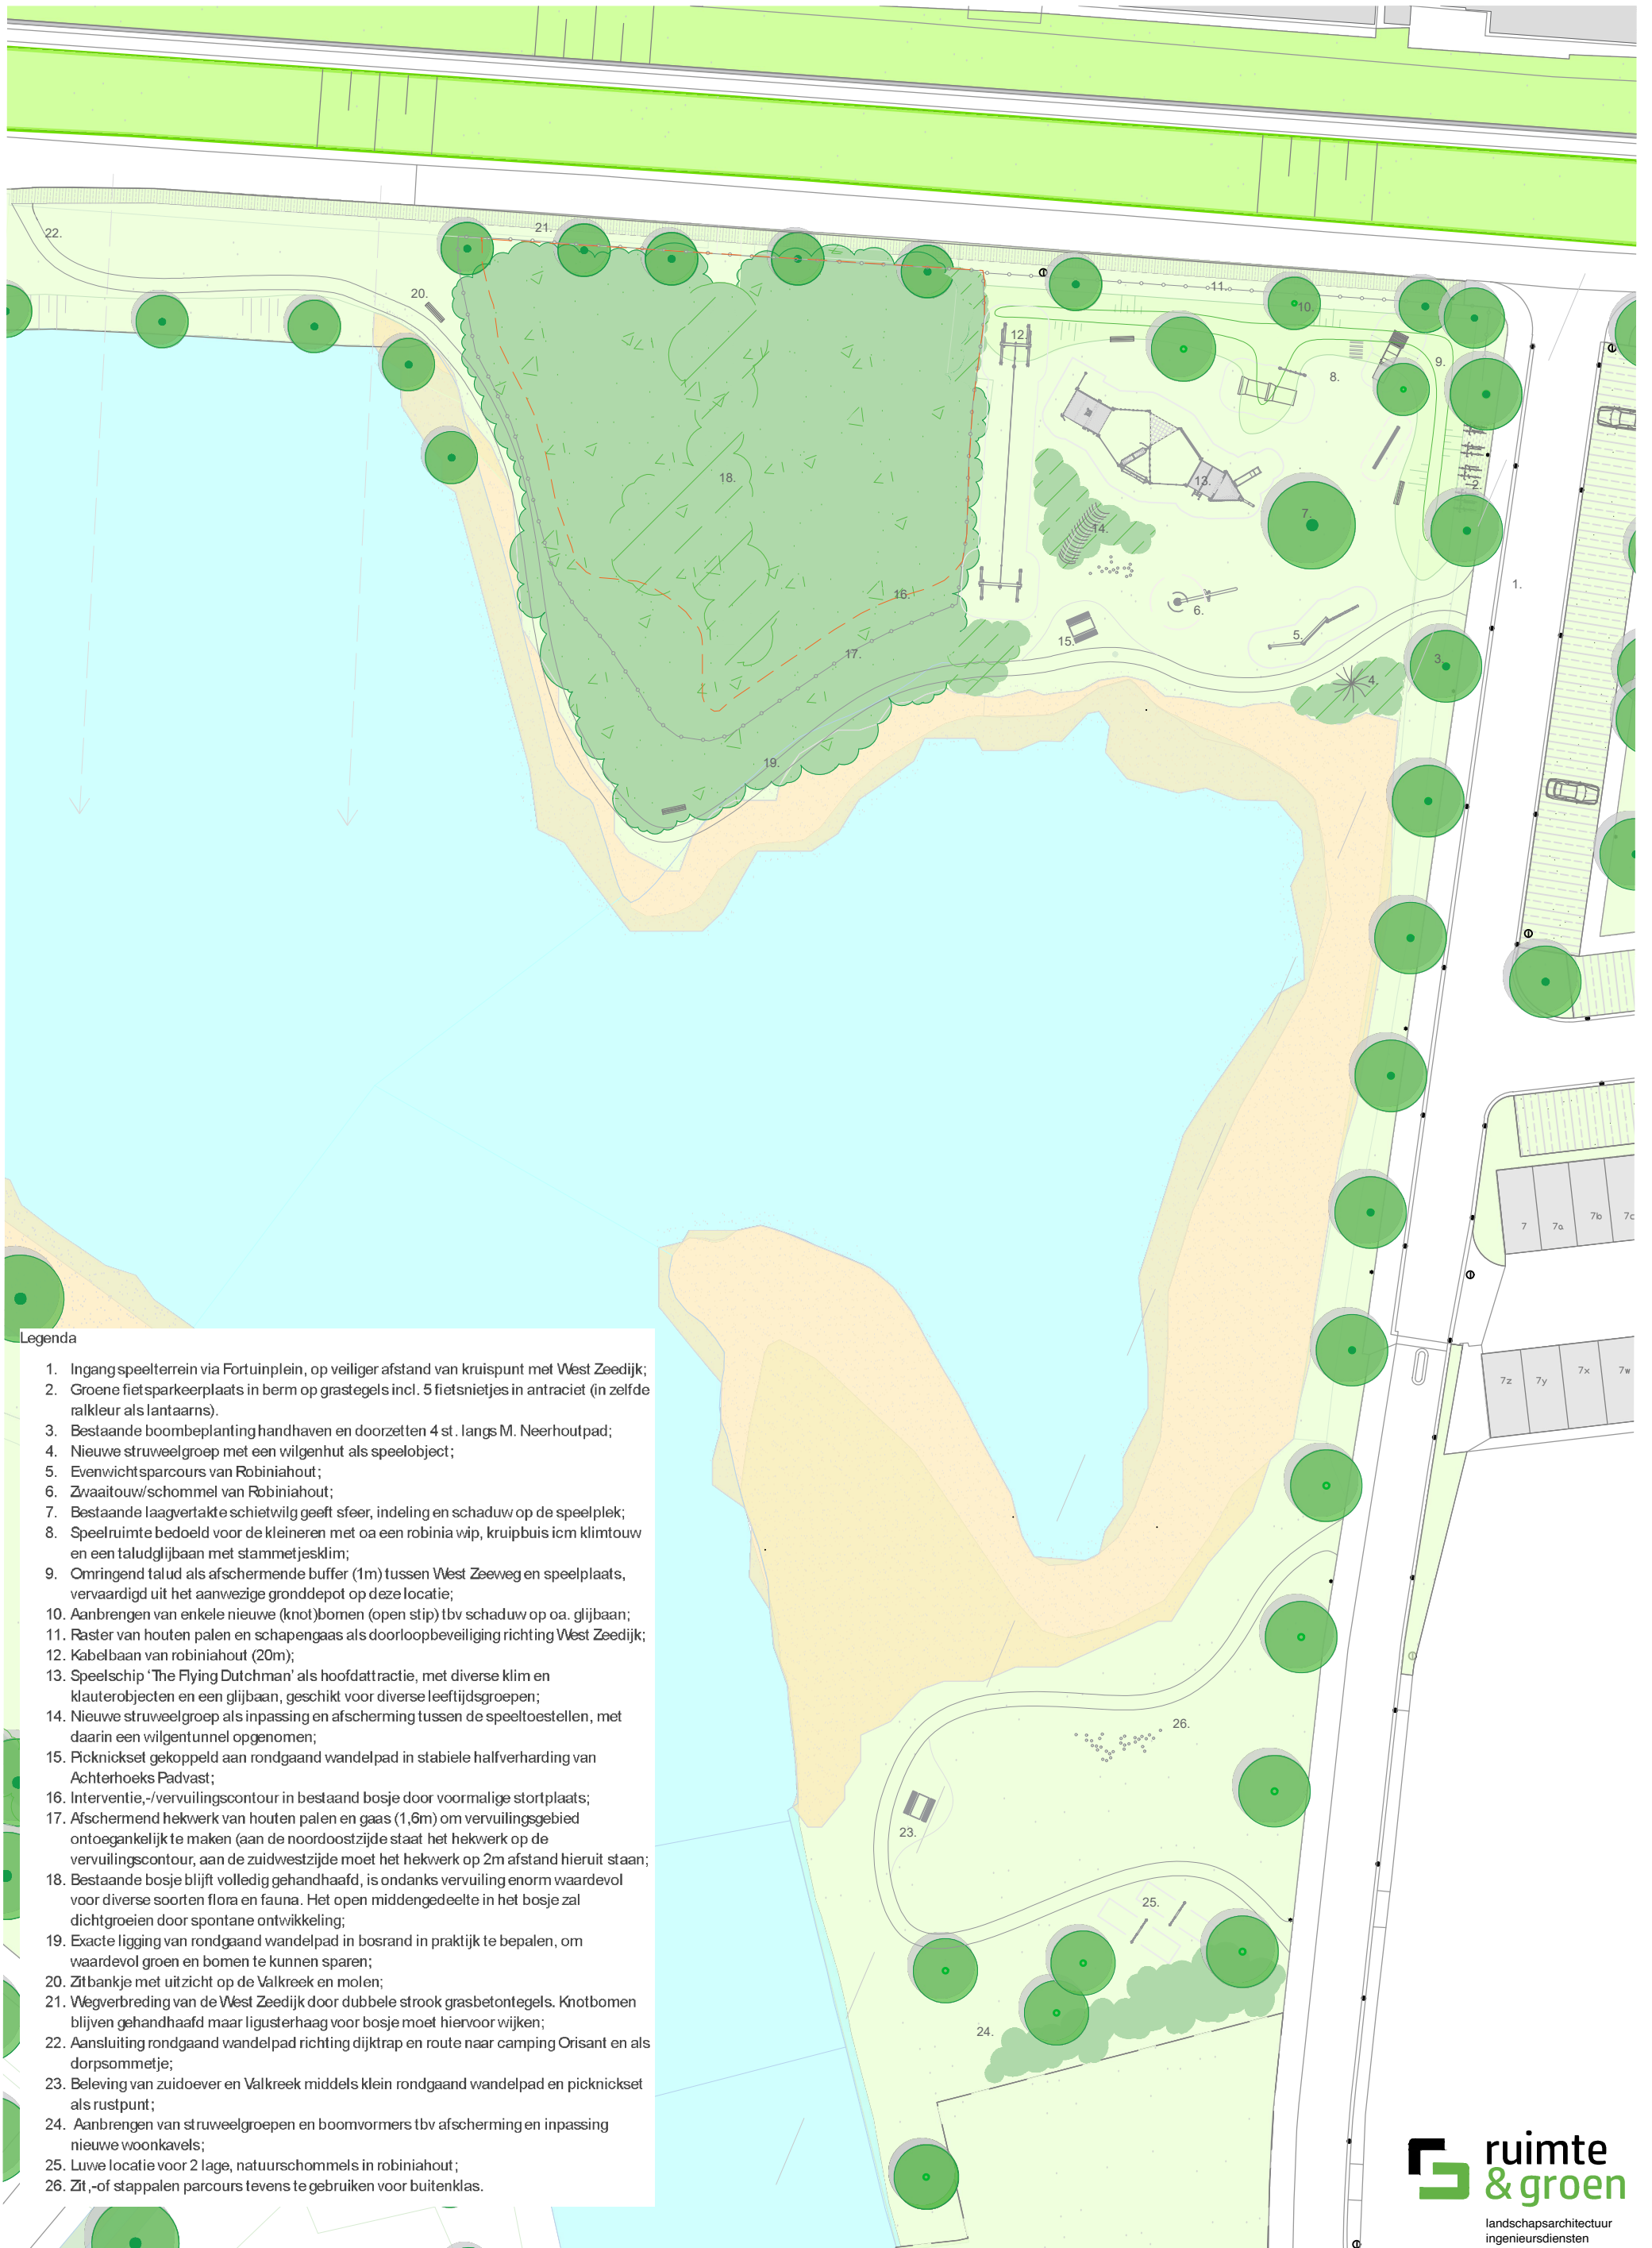 22.
21.
20.
11.
10.
12.
9.
8.
18.
13.
2.
7.
14.
1.
16.
6.
15.
5.
17.
3.
4.
19.
7
7a
7b
7c
7z
7y
7x
7w
26.
23.
25.
24.
Legenda
1. Ingang speelterrein via Fortuinplein, op veiliger afstand van kruispunt met West Zeedijk;
2. Groene fietsparkeerplaats in berm op grastegels incl. 5 fietsnietjes in antraciet (in zelfde
ralkleur als lantaarns).
3. Bestaande boombeplanting handhaven en doorzetten 4 st. langs M. Neerhoutpad;
4. Nieuwe struweelgroep met een wilgenhut als speelobject;
5. Evenwichtsparcours van Robiniahout;
6. Zwaaitouw/schommel van Robiniahout;
7. Bestaande laagvertakte schietwilg geeft sfeer, indeling en schaduw op de speelplek;
8. Speelruimte bedoeld voor de kleineren met oa een robinia wip, kruipbuis icm klimtouw
en een taludglijbaan met stammetjesklim;
9. Omringend talud als afschermende buffer (1m) tussen West Zeeweg en speelplaats,
vervaardigd uit het aanwezige gronddepot op deze locatie;
10. Aanbrengen van enkele nieuwe (knot)bomen (open stip) tbv schaduw op oa. glijbaan;
11. Raster van houten palen en schapengaas als doorloopbeveiliging richting West Zeedijk;
12. Kabelbaan van robiniahout (20m);
13. Speelschip ‘The Flying Dutchman’ als hoofdattractie, met diverse klim en
klauterobjecten en een glijbaan, geschikt voor diverse leeftijdsgroepen;
14. Nieuwe struweelgroep als inpassing en afscherming tussen de speeltoestellen, met
daarin een wilgentunnel opgenomen;
15. Picknickset gekoppeld aan rondgaand wandelpad in stabiele halfverharding van
Achterhoeks Padvast;
16. Interventie,-/vervuilingscontour in bestaand bosje door voormalige stortplaats;
17. Afschermend hekwerk van houten palen en gaas (1,6m) om vervuilingsgebied
ontoegankelijk te maken (aan de noordoostzijde staat het hekwerk op de
vervuilingscontour, aan de zuidwestzijde moet het hekwerk op 2m afstand hieruit staan;
18. Bestaande bosje blijft volledig gehandhaafd, is ondanks vervuiling enorm waardevol
voor diverse soorten flora en fauna. Het open middengedeelte in het bosje zal
dichtgroeien door spontane ontwikkeling;
19. Exacte ligging van rondgaand wandelpad in bosrand in praktijk te bepalen, om
waardevol groen en bomen te kunnen sparen;
20. Zitbankje met uitzicht op de Valkreek en molen;
21. Wegverbreding van de West Zeedijk door dubbele strook grasbetontegels. Knotbomen
blijven gehandhaafd maar ligusterhaag voor bosje moet hiervoor wijken;
22. Aansluiting rondgaand wandelpad richting dijktrap en route naar camping Orisant en als
dorpsommetje;
23. Beleving van zuidoever en Valkreek middels klein rondgaand wandelpad en picknickset
als rustpunt;
24. Aanbrengen van struweelgroepen en boomvormers tbv afscherming en inpassing
nieuwe woonkavels;
25. Luwe locatie voor 2 lage, natuurschommels in robiniahout;
26. Zit,-of stappalen parcours tevens te gebruiken voor buitenklas.
ruimte
& groen
landschapsarchitectuur
ingenieursdiensten